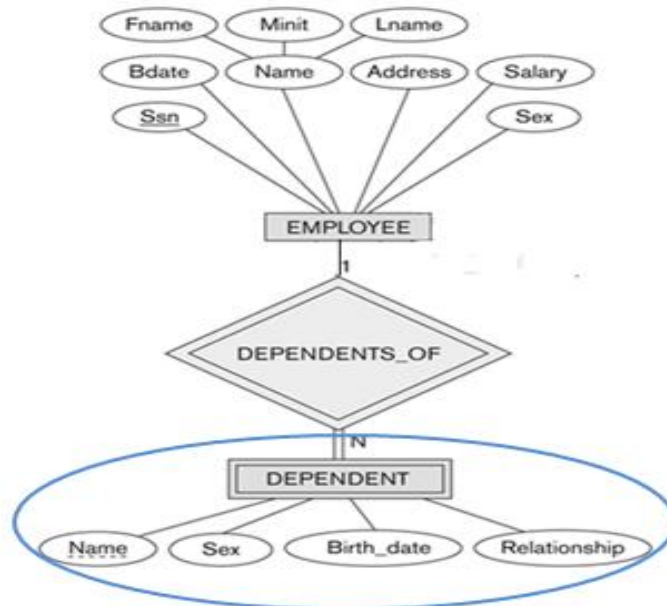 Fname Minit Lname
Bdate Name Address Salary
Ssn Sex
EMPLOYEE
1
DEPENDENTS_OF
N
DEPENDENT
Name Sex Birth_date Relationship